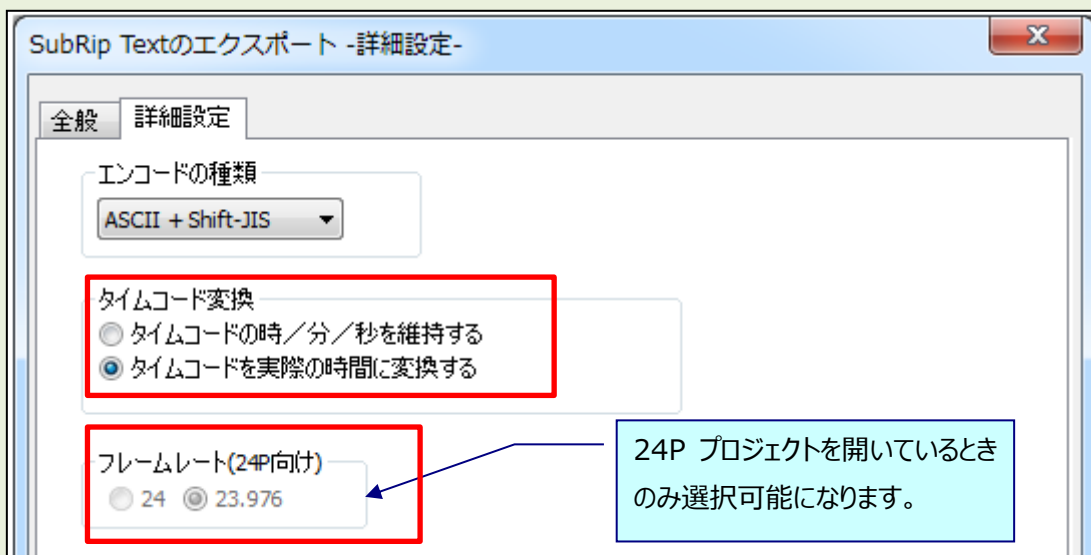 SubRip Textのエクスポート -詳細設定-
全般 詳細設定
エンコードの種類
ASCII + Shift-JIS
タイムコード変換
タイムコードの時／分／秒を維持する
タイムコードを実際の時間に変換する
フレームレート(24P向け)
24 23.976
24P プロジェクトを開いているとき
のみ選択可能になります。